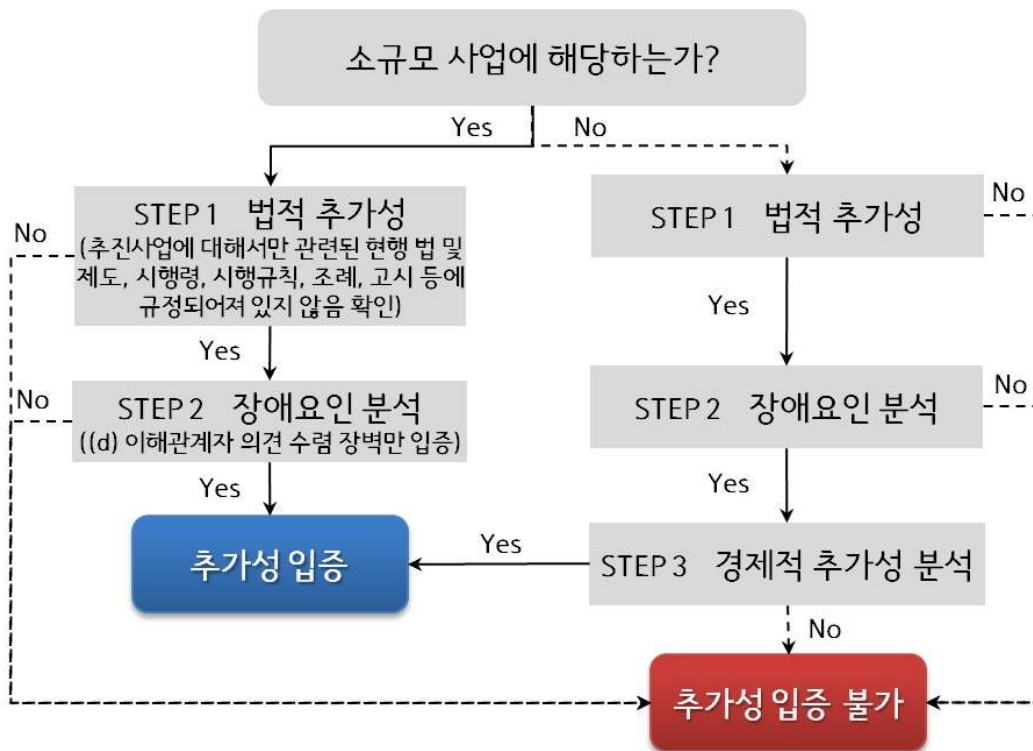 소규모 사업에 해당하는가?
Yes
No
STEP 1 법적 추가성
(추진사업에 대해서만 관련된 현행 법 및
제도, 시행령, 시행규칙, 조례, 고시 등에
규정되어져 있지 않음 확인)
No
Yes
STEP 2 장애요인 분석
((d) 이해관계자 의견 수렴 장벽만 입증)
No
Yes
추가성 입증
STEP 1 법적 추가성
No
Yes
STEP 2 장애요인 분석
No
Yes
STEP 3 경제적 추가성 분석
Yes
No
추가성 입증 불가